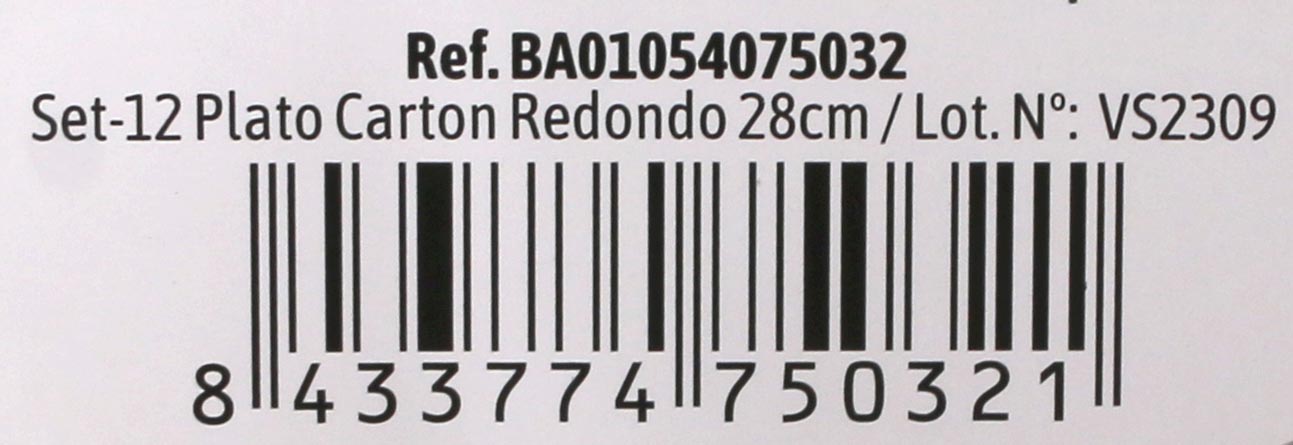 Ref. BA01054075032
Set-12 Plato Carton Redondo 28cm / Lot. Nº: VS2309
8 433774 750321